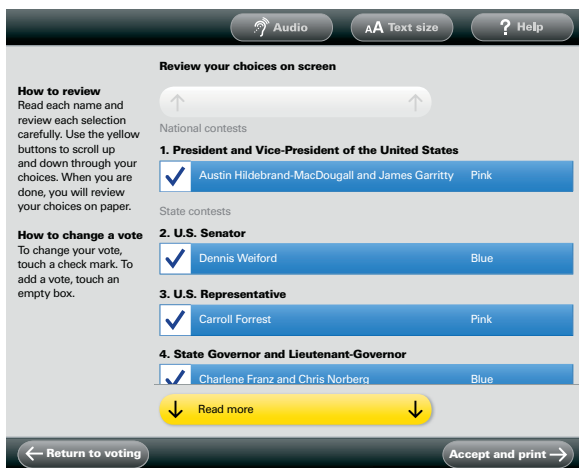 Audio
AA Text size
? Help
Review your choices on screen
How to review
Read each name and
review each selection
carefully. Use the yellow
buttons to scroll up
and down through your
choices. When you are
done, you will review
your choices on paper.
How to change a vote
To change your vote,
touch a check mark. To
add a vote, touch an
empty box.
National contests
1. President and Vice-President of the United States
Austin Hildebrand-MacDougall and James Garritty Pink
State contests
2. U.S. Senator
Dennis Weiford Blue
3. U.S. Representative
Carroll Forrest Pink
4. State Governor and Lieutenant-Governor
Charlene Franz and Chris Norberg Blue
Read more
Return to voting
Accept and print